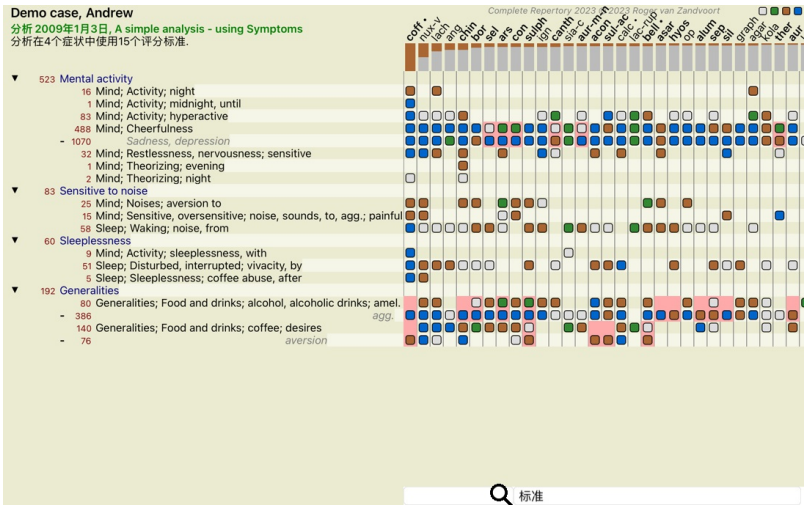 Demo case, Andrew
Complete Repertory 2023 © 2023 Roger van Zandvoort
分析 2009年1月3日, A simple analysis - using Symptoms
分析在4个症状中使用15个评分标准.
coff • nux-v lach ang chin bor sel ars con sulph ign canth sia-c aur-m-n acon sul-ac calc • lac-rup bell • asar hyos op alum sep sil graph agar kola ther aur
▼ 523 Mental activity
16 Mind; Activity; night
1 Mind; Activity; midnight, until
83 Mind; Activity; hyperactive
488 Mind; Cheerfulness
- 1070 Sadness, depression
32 Mind; Restlessness, nervousness; sensitive
1 Mind; Theorizing; evening
2 Mind; Theorizing; night
▼ 83 Sensitive to noise
25 Mind; Noises; aversion to
15 Mind; Sensitive, oversensitive; noise, sounds, to, agg.; painful
58 Sleep; Waking; noise, from
▼ 60 Sleeplessness
9 Mind; Activity; sleeplessness, with
51 Sleep; Disturbed, interrupted; vivacity, by
5 Sleep; Sleeplessness; coffee abuse, after
▼ 192 Generalities
80 Generalities; Food and drinks; alcohol, alcoholic drinks; amel.
- 386 agg.
140 Generalities; Food and drinks; coffee; desires
- 76 aversion
标准